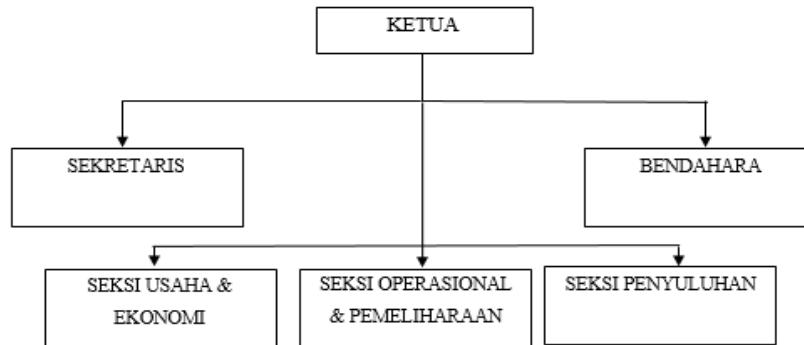 KETUA
SEKRETARIS
BENDAHARA
SEKSI USAHA &
EKONOMI
SEKSI OPERASIONAL
& PEMELIHARAAN
SEKSI PENYULUHAN